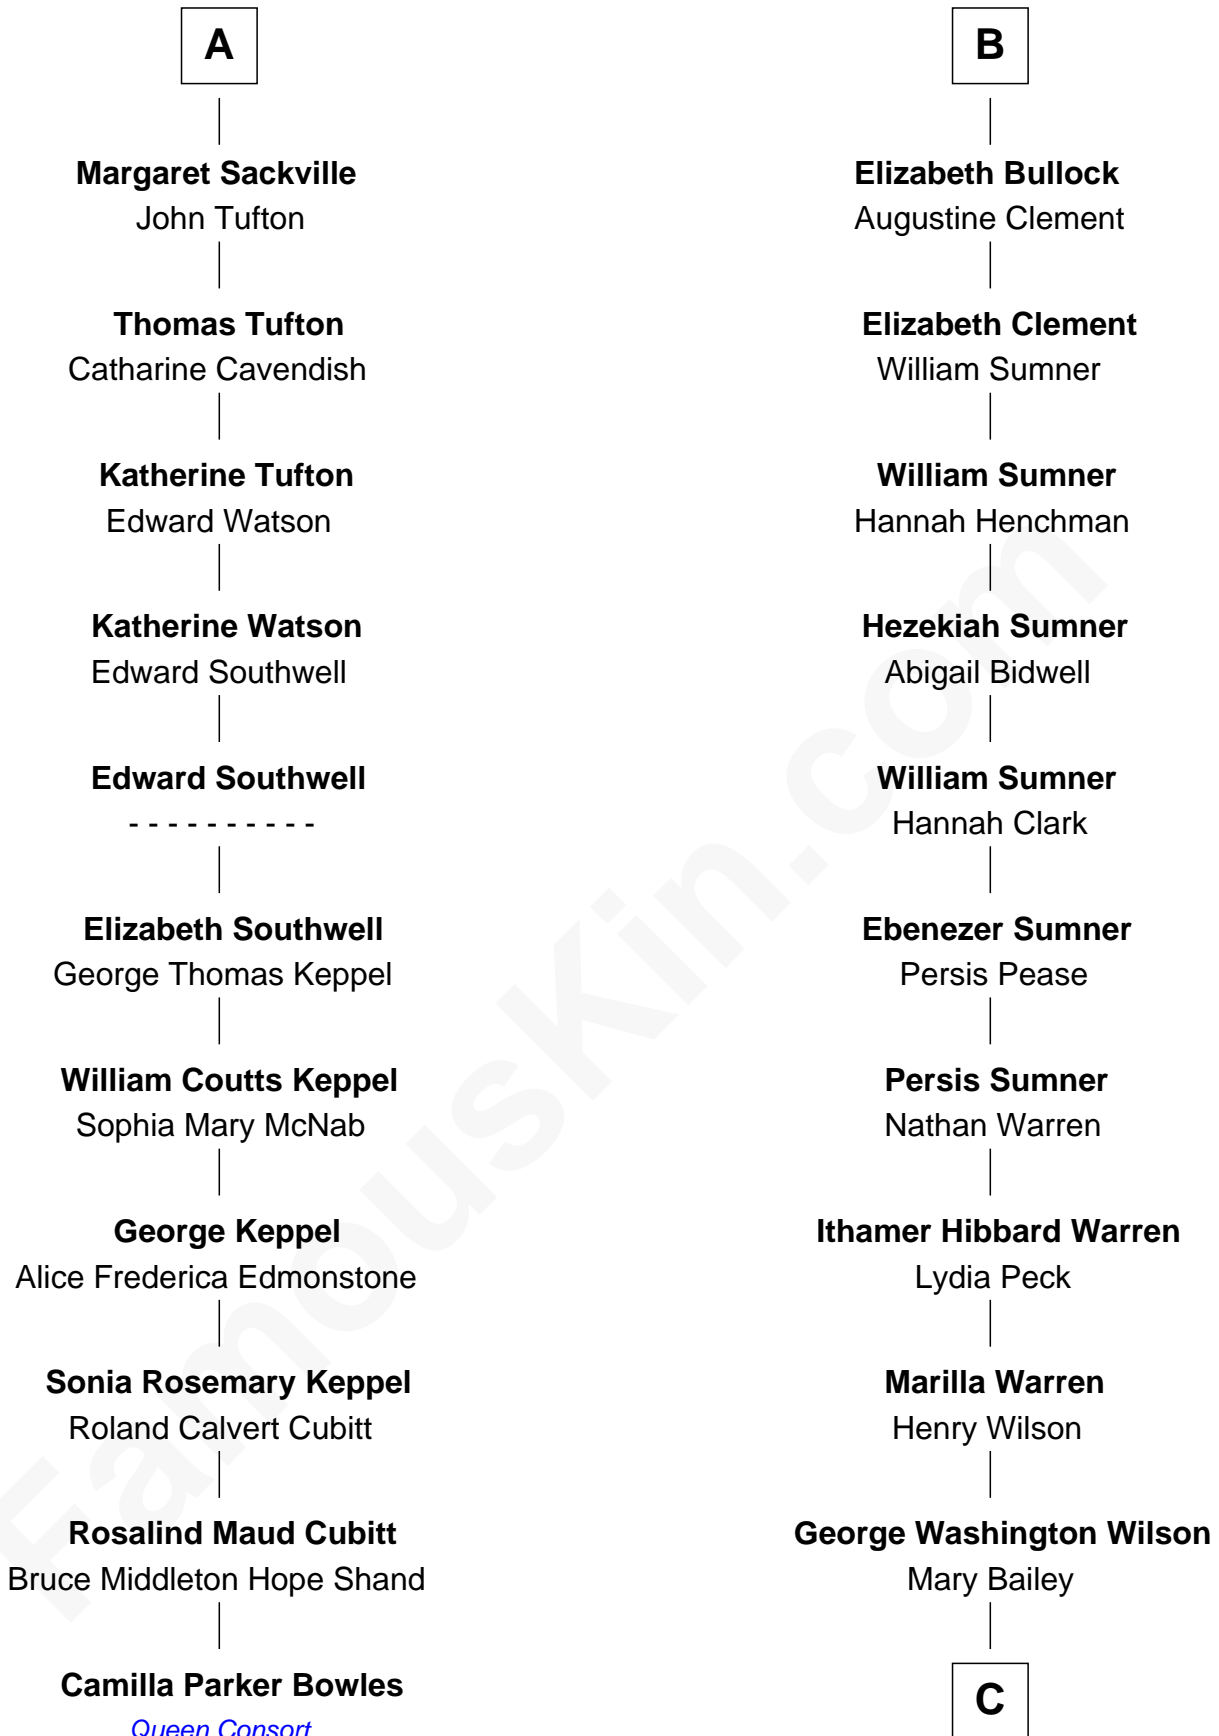 A
Margaret Sackville
John Tufton
Thomas Tufton
Catharine Cavendish
Katherine Tufton
Edward Watson
Katherine Watson
Edward Southwell
Edward Southwell
- - - - - - - - - -
Elizabeth Southwell
George Thomas Keppel
William Coutts Keppel
Sophia Mary McNab
George Keppel
Alice Frederica Edmonstone
Sonia Rosemary Keppel
Roland Calvert Cubitt
Rosalind Maud Cubitt
Bruce Middleton Hope Shand
Camilla Parker Bowles
Queen Consort
B
Elizabeth Bullock
Augustine Clement
Elizabeth Clement
William Sumner
William Sumner
Hannah Henchman
Hezekiah Sumner
Abigail Bidwell
William Sumner
Hannah Clark
Ebenezer Sumner
Persis Pease
Persis Sumner
Nathan Warren
Ithamer Hibbard Warren
Lydia Peck
Marilla Warren
Henry Wilson
George Washington Wilson
Mary Bailey
C
FamousKin.com